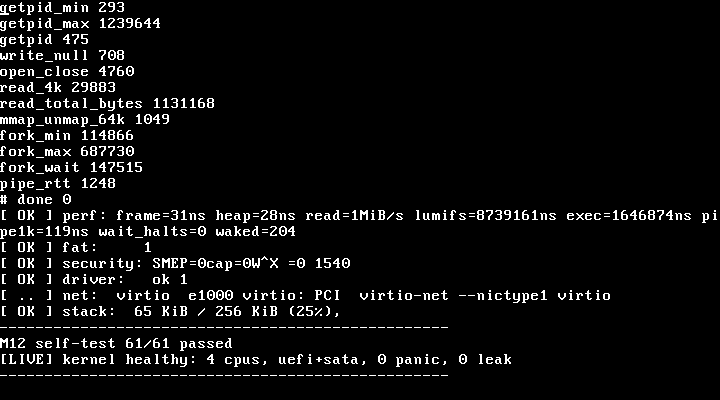 getpid_min 293
getpid_max 1239644
getpid 475
write_null 708
open_close 4760
read_4k 29883
read_total_bytes 1131168
mmap_unmap_64k 1049
fork_min 114866
fork_max 687730
fork_wait 147515
pipe_rtt 1248
# done 0
[ OK ] perf: frame=31ns heap=28ns read=1MiB/s lumifs=8739161ns exec=1646874ns pi
pe1k=119ns wait_halts=0 waked=204
[ OK ] fat:      1
[ OK ] security: SMEP=0cap=0W^X =0 1540
[ OK ] driver:   ok 1
[ .. ] net:  virtio  e1000 virtio: PCI  virtio-net --nictype1 virtio
[ OK ] stack:  65 KiB / 256 KiB (25%),
--------------------------------------------------
M12 self-test 61/61 passed
[LIVE] kernel healthy: 4 cpus, uefi+sata, 0 panic, 0 leak
--------------------------------------------------